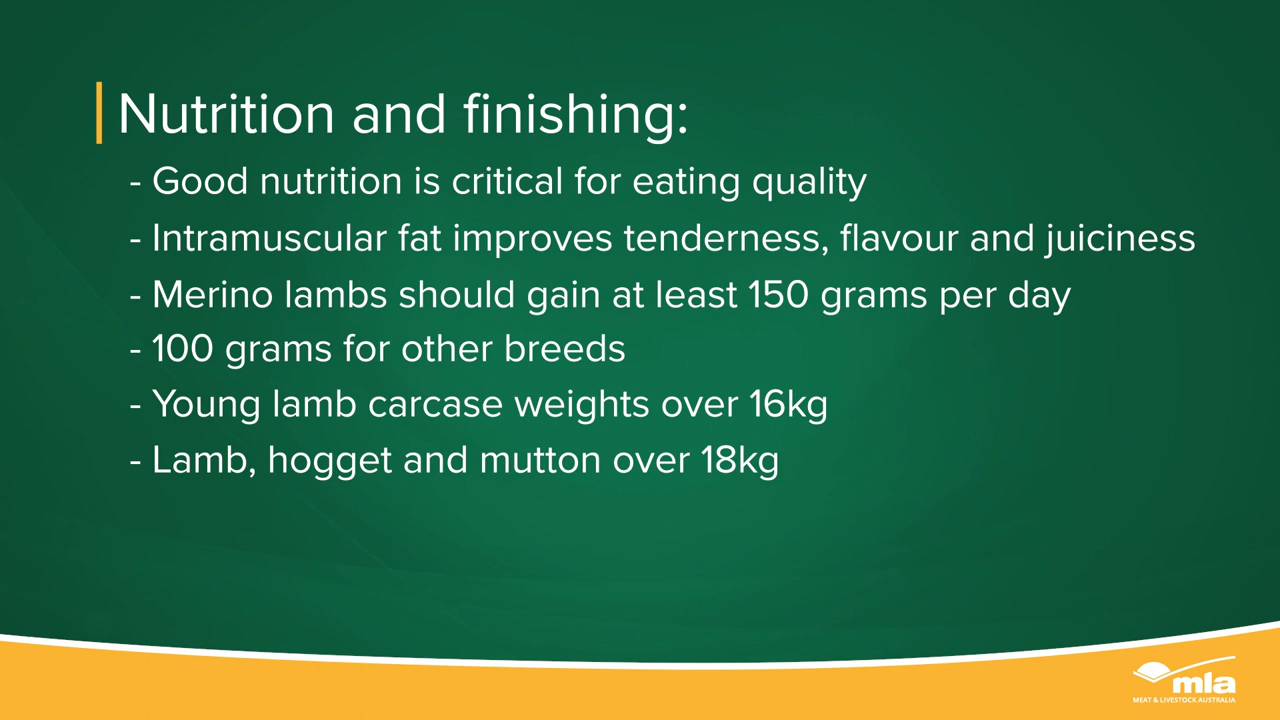 Nutrition and finishing:
- Good nutrition is critical for eating quality
- Intramuscular fat improves tenderness, flavour and juiciness
- Merino lambs should gain at least 150 grams per day
- 100 grams for other breeds
- Young lamb carcase weights over 16kg
- Lamb, hogget and mutton over 18kg
mla
MEAT & LIVESTOCK AUSTRALIA